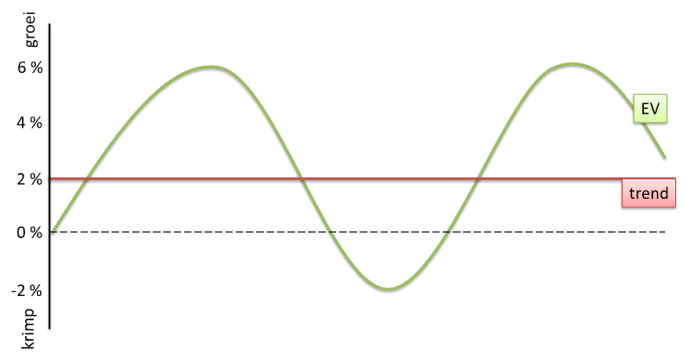 groei
6 %
4 %
2 %
0 %
-2 %
krimp
EV
trend